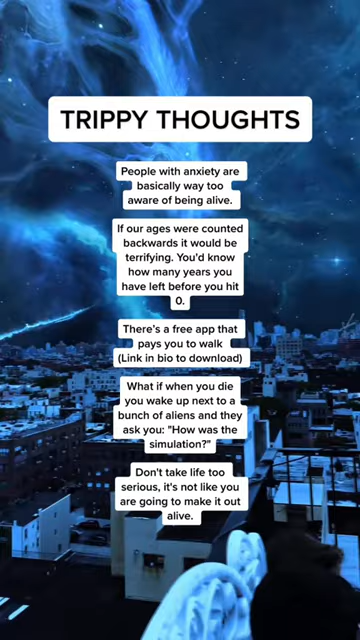 TRIPPY THOUGHTS
People with anxiety are
basically way too
aware of being alive.
If our ages were counted
backwards it would be
terrifying. You'd know
how many years you
have left before you hit
0.
There's a free app that
pays you to walk
(Link in bio to download)
What if when you die
you wake up next to a
bunch of aliens and they
ask you: "How was the
simulation?"
Don't take life too
serious, it's not like you
are going to make it out
alive.